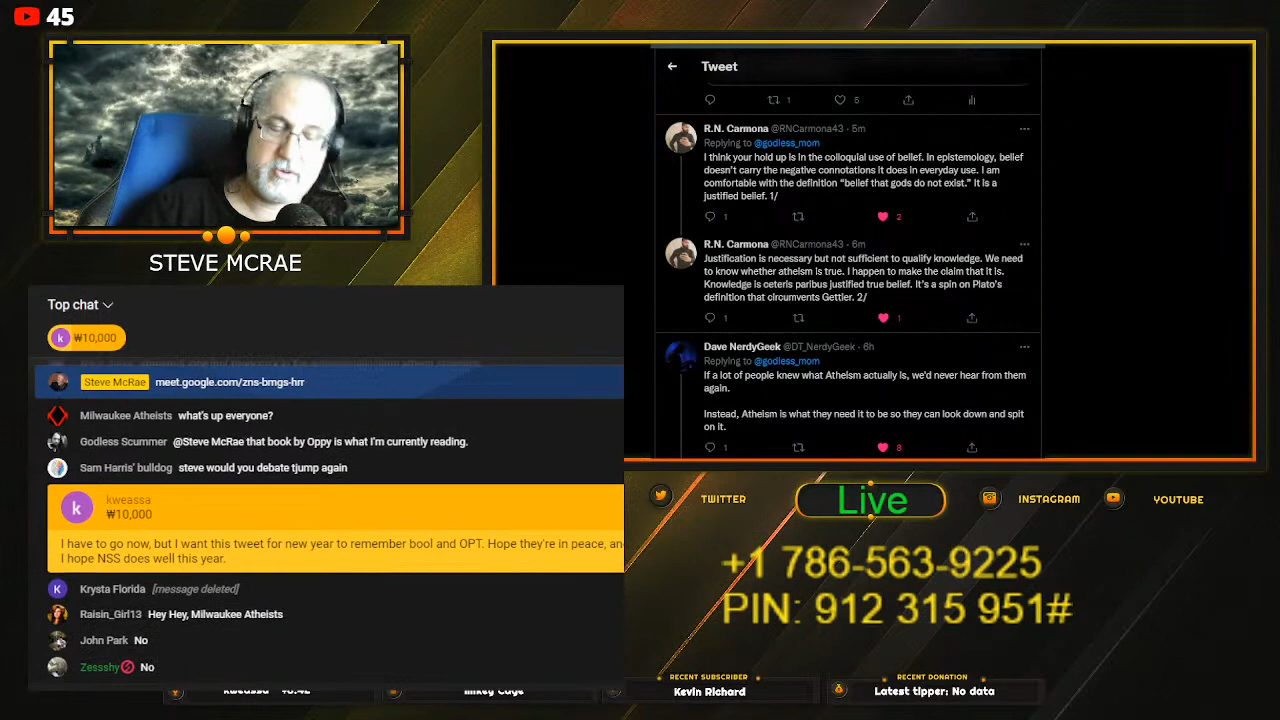 45
STEVE MCRAE
Top chat
k ₩10,000
Steve McRae meet.google.com/zns-bmgs-hrr
Milwaukee Atheists what's up everyone?
Godless Scummer @Steve McRae that book by Oppy is what I'm currently reading.
Sam Harris' bulldog steve would you debate tjump again
k kweassa
₩10,000
I have to go now, but I want this tweet for new year to remember bool and OPT. Hope they're in peace, and
I hope NSS does well this year.
K Krysta Florida [message deleted]
Raisin_Girl13 Hey Hey, Milwaukee Atheists
John Park No
Zessshy No
Tweet
1 5
R.N. Carmona @RNCarmona43 · 5m
Replying to @godless_mom
I think your hold up is in the colloquial use of belief. In epistemology, belief
doesn't carry the negative connotations it does in everyday use. I am
comfortable with the definition "belief that gods do not exist." It is a
justified belief. 1/
1 2
R.N. Carmona @RNCarmona43 · 6m
Justification is necessary but not sufficient to qualify knowledge. We need
to know whether atheism is true. I happen to make the claim that it is.
Knowledge is ceteris paribus justified true belief. It's a spin on Plato's
definition that circumvents Gettier. 2/
1 1
Dave NerdyGeek @DT_NerdyGeek · 6h
Replying to @godless_mom
If a lot of people knew what Atheism actually is, we'd never hear from them
again.
Instead, Atheism is what they need it to be so they can look down and spit
on it.
1 8
TWITTER
Live
INSTAGRAM
YOUTUBE
+1 786-563-9225
PIN: 912 315 951#
RECENT SUBSCRIBER
Kevin Richard
RECENT DONATION
Latest tipper: No data